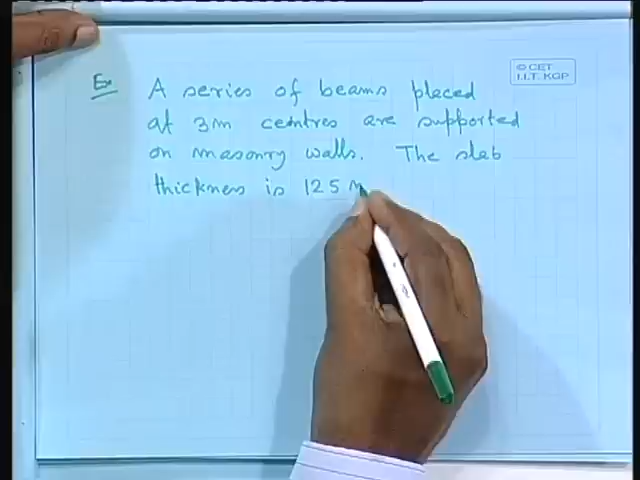 © CET
I.I.T. KGP
Ex A series of beams placed
at 3m centres are supported
on masonry walls. The slab
thickness is 125